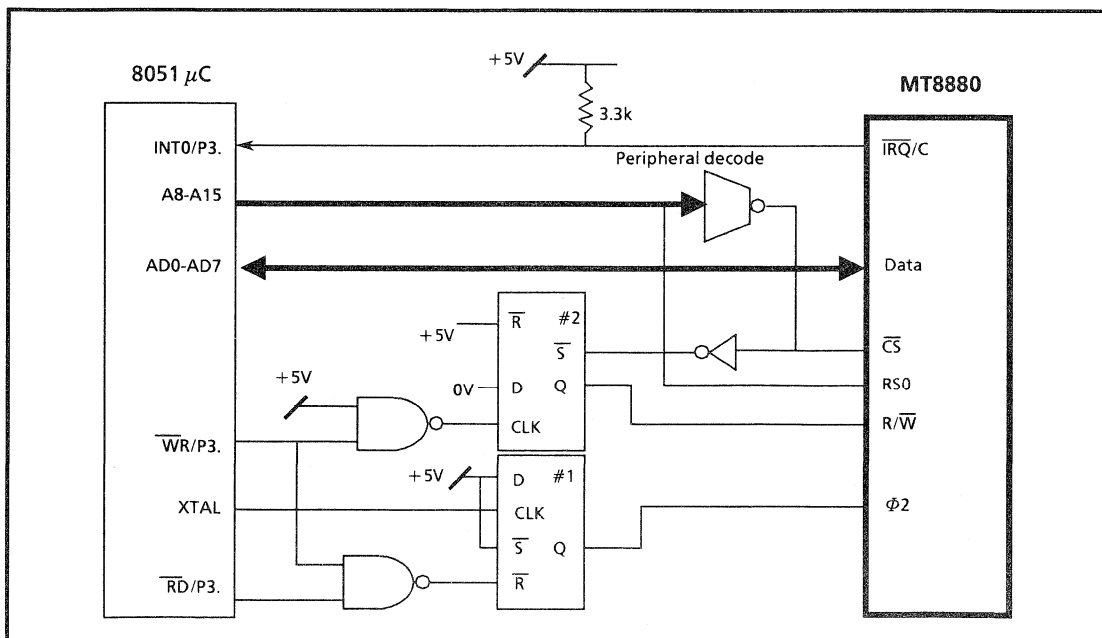 +5V
8051 μC
MT8880
3.3k
INT0/P3.
IRQ/C
Peripheral decode
A8-A15
AD0-AD7
Data
R #2
+5V
S
CS
+5V
0V
D Q
RS0
CLK
R/W
WR/P3.
+5V
D #1
XTAL
CLK
Φ2
S Q
R
RD/P3.